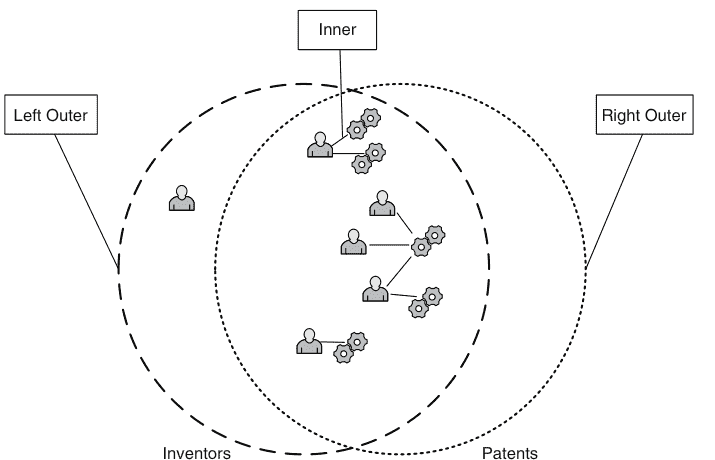 Inner
Left Outer
Right Outer
Inventors
Patents